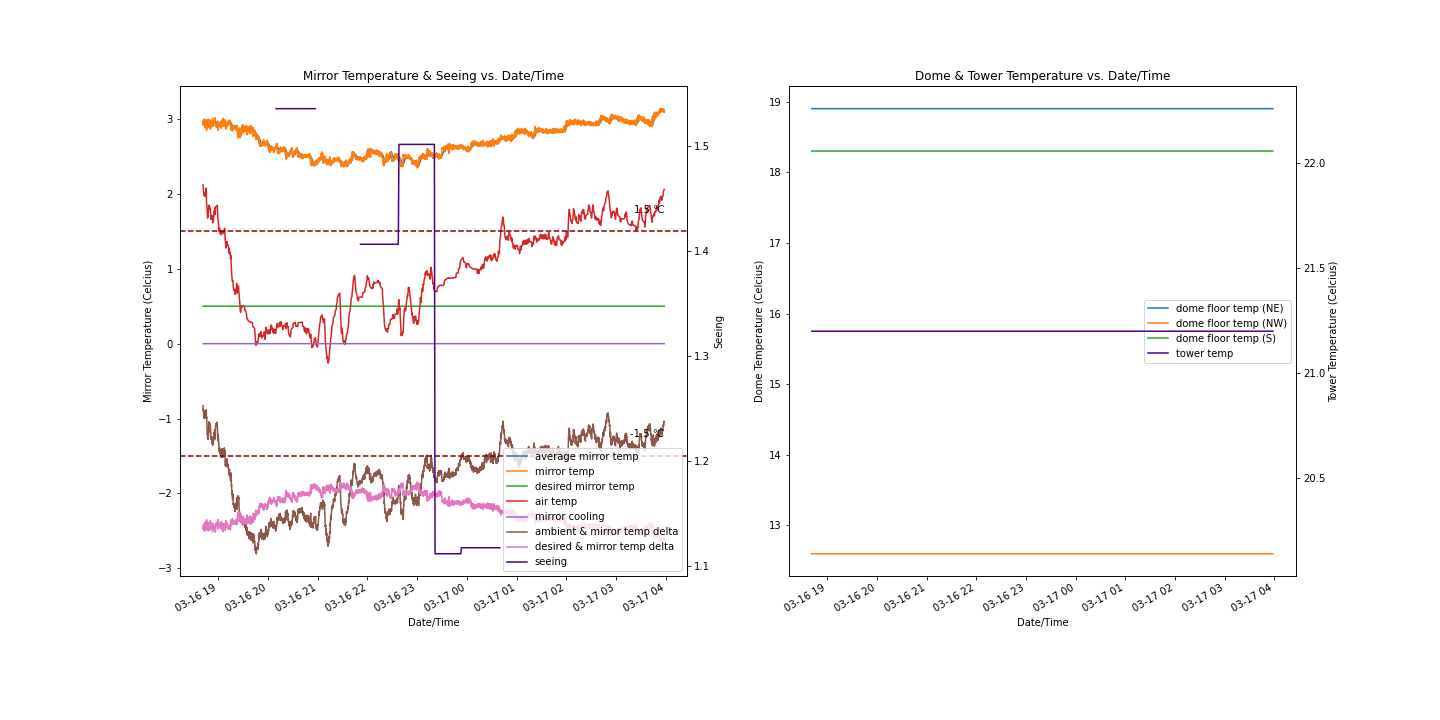 Mirror Temperature & Seeing vs. Date/Time
Mirror Temperature (Celcius)
3
2
1
0
−1
−2
−3
1.5 °C
-1.5 °C
average mirror temp
mirror temp
desired mirror temp
air temp
mirror cooling
ambient & mirror temp delta
desired & mirror temp delta
seeing
1.5
1.4
1.3
1.2
1.1
Seeing
03-16 19
03-16 20
03-16 21
03-16 22
03-16 23
03-17 00
03-17 01
03-17 02
03-17 03
03-17 04
Date/Time
Dome & Tower Temperature vs. Date/Time
Dome Temperature (Celcius)
19
18
17
16
15
14
13
dome floor temp (NE)
dome floor temp (NW)
dome floor temp (S)
tower temp
22.0
21.5
21.0
20.5
Tower Temperature (Celcius)
03-16 19
03-16 20
03-16 21
03-16 22
03-16 23
03-17 00
03-17 01
03-17 02
03-17 03
03-17 04
Date/Time